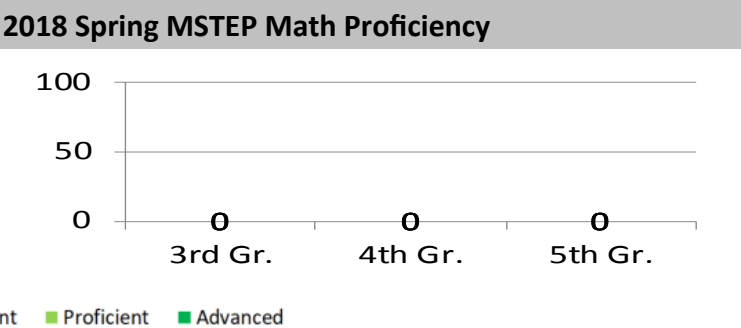 2018 Spring MSTEP Math Proficiency
100
50
0
0 0 0
3rd Gr. 4th Gr. 5th Gr.
nt Proficient Advanced